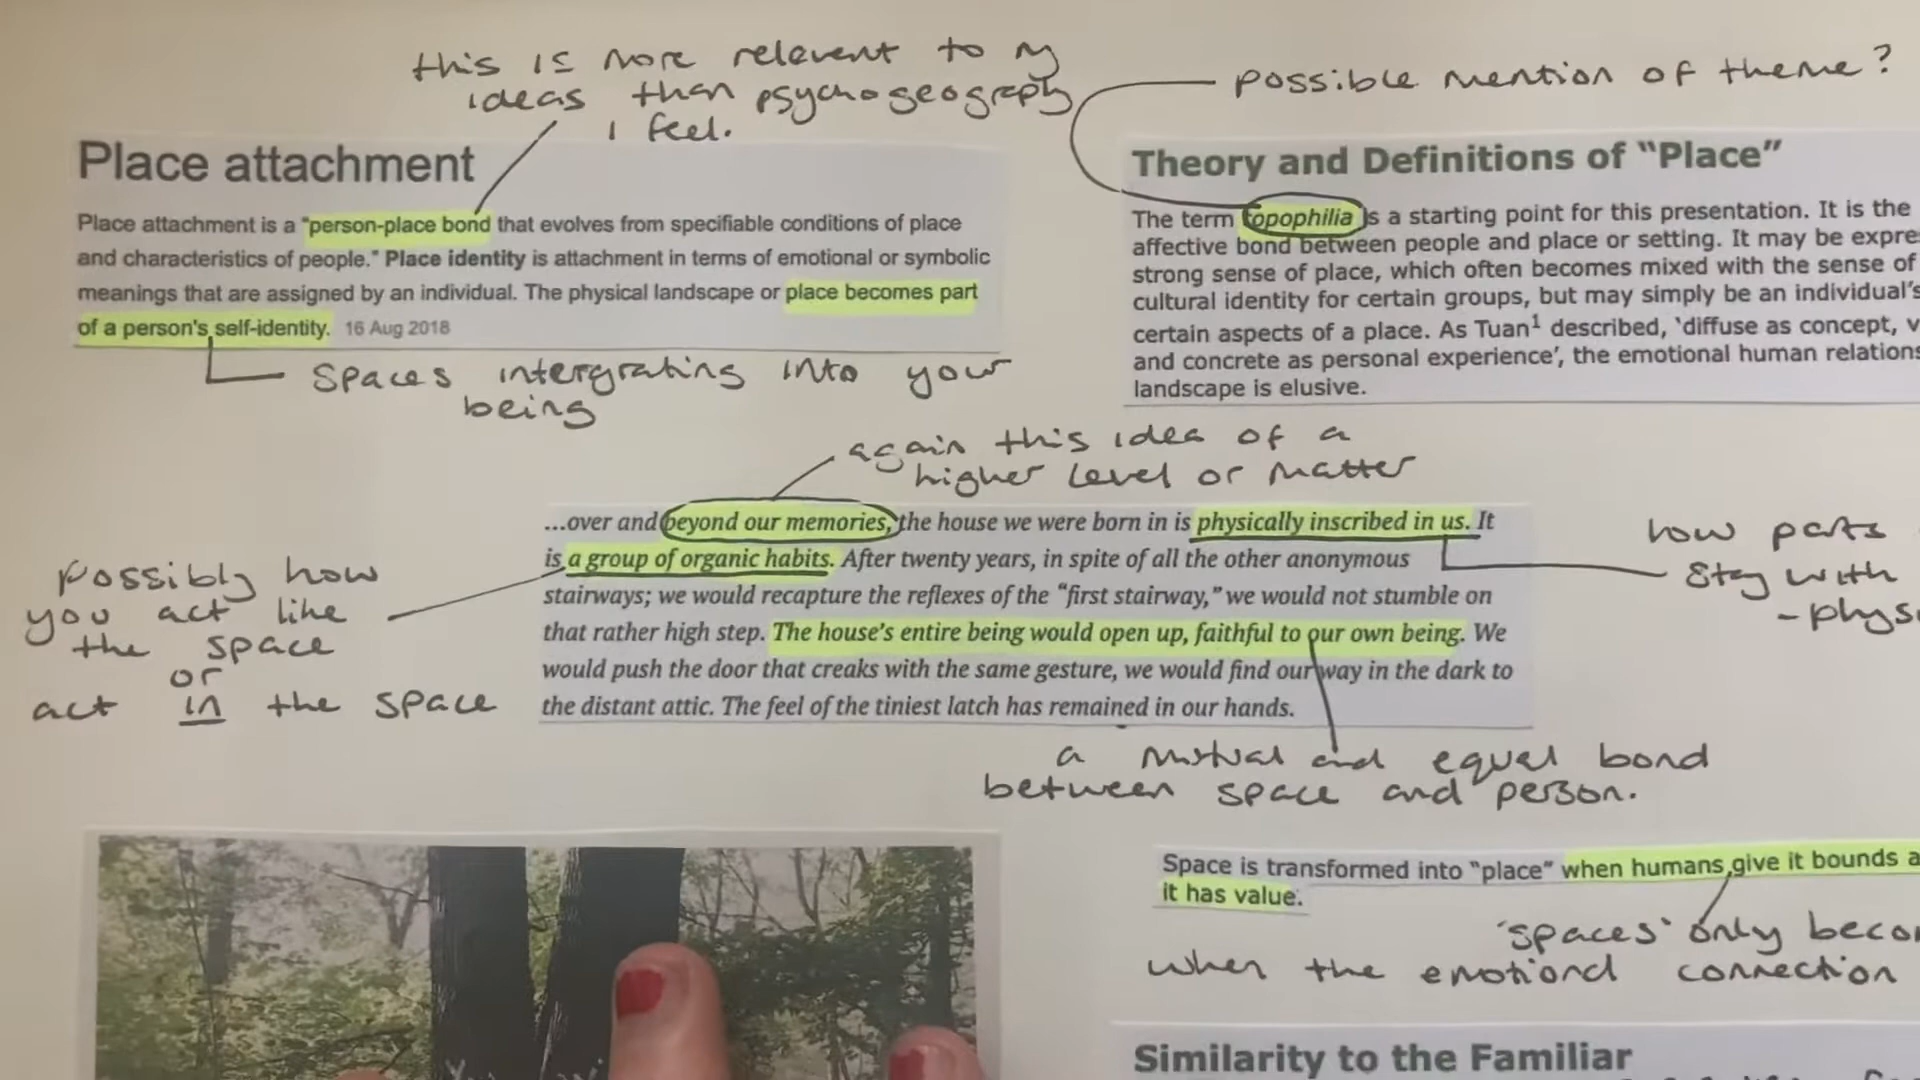 this is more relevent to my
ideas than psychogeography
I feel.
possible mention of theme?
Place attachment
Place attachment is a "person-place bond that evolves from specifiable conditions of place
and characteristics of people." Place identity is attachment in terms of emotional or symbolic
meanings that are assigned by an individual. The physical landscape or place becomes part
of a person's self-identity. 16 Aug 2018
spaces intergrating into your
being
Theory and Definitions of "Place"
The term topophilia is a starting point for this presentation. It is the
affective bond between people and place or setting. It may be expre
strong sense of place, which often becomes mixed with the sense of
cultural identity for certain groups, but may simply be an individual's
certain aspects of a place. As Tuan¹ described, 'diffuse as concept, v
and concrete as personal experience', the emotional human relations
landscape is elusive.
again this idea of a
higher level or matter
...over and beyond our memories, the house we were born in is physically inscribed in us. It
is a group of organic habits. After twenty years, in spite of all the other anonymous
stairways; we would recapture the reflexes of the "first stairway," we would not stumble on
that rather high step. The house's entire being would open up, faithful to our own being. We
would push the door that creaks with the same gesture, we would find our way in the dark to
the distant attic. The feel of the tiniest latch has remained in our hands.
possibly how
you act like
the space
or
act in the space
how parts
stay with
-phys
a mutual and equal bond
between space and person.
Space is transformed into "place" when humans give it bounds a
it has value.
'spaces' only beco
when the emotional connection
Similarity to the Familiar